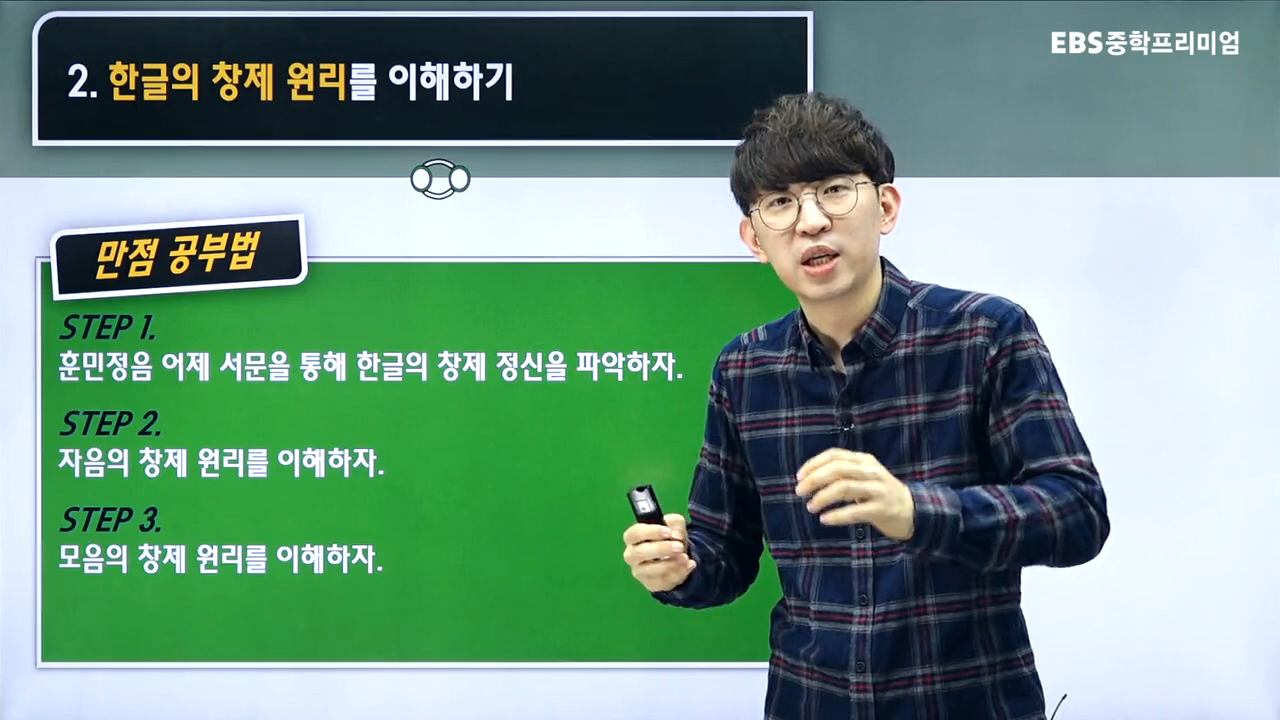 EBS중학프리미엄
2. 한글의 창제 원리를 이해하기
만점 공부법
STEP 1.
훈민정음 어제 서문을 통해 한글의 창제 정신을 파악하자.
STEP 2.
자음의 창제 원리를 이해하자.
STEP 3.
모음의 창제 원리를 이해하자.